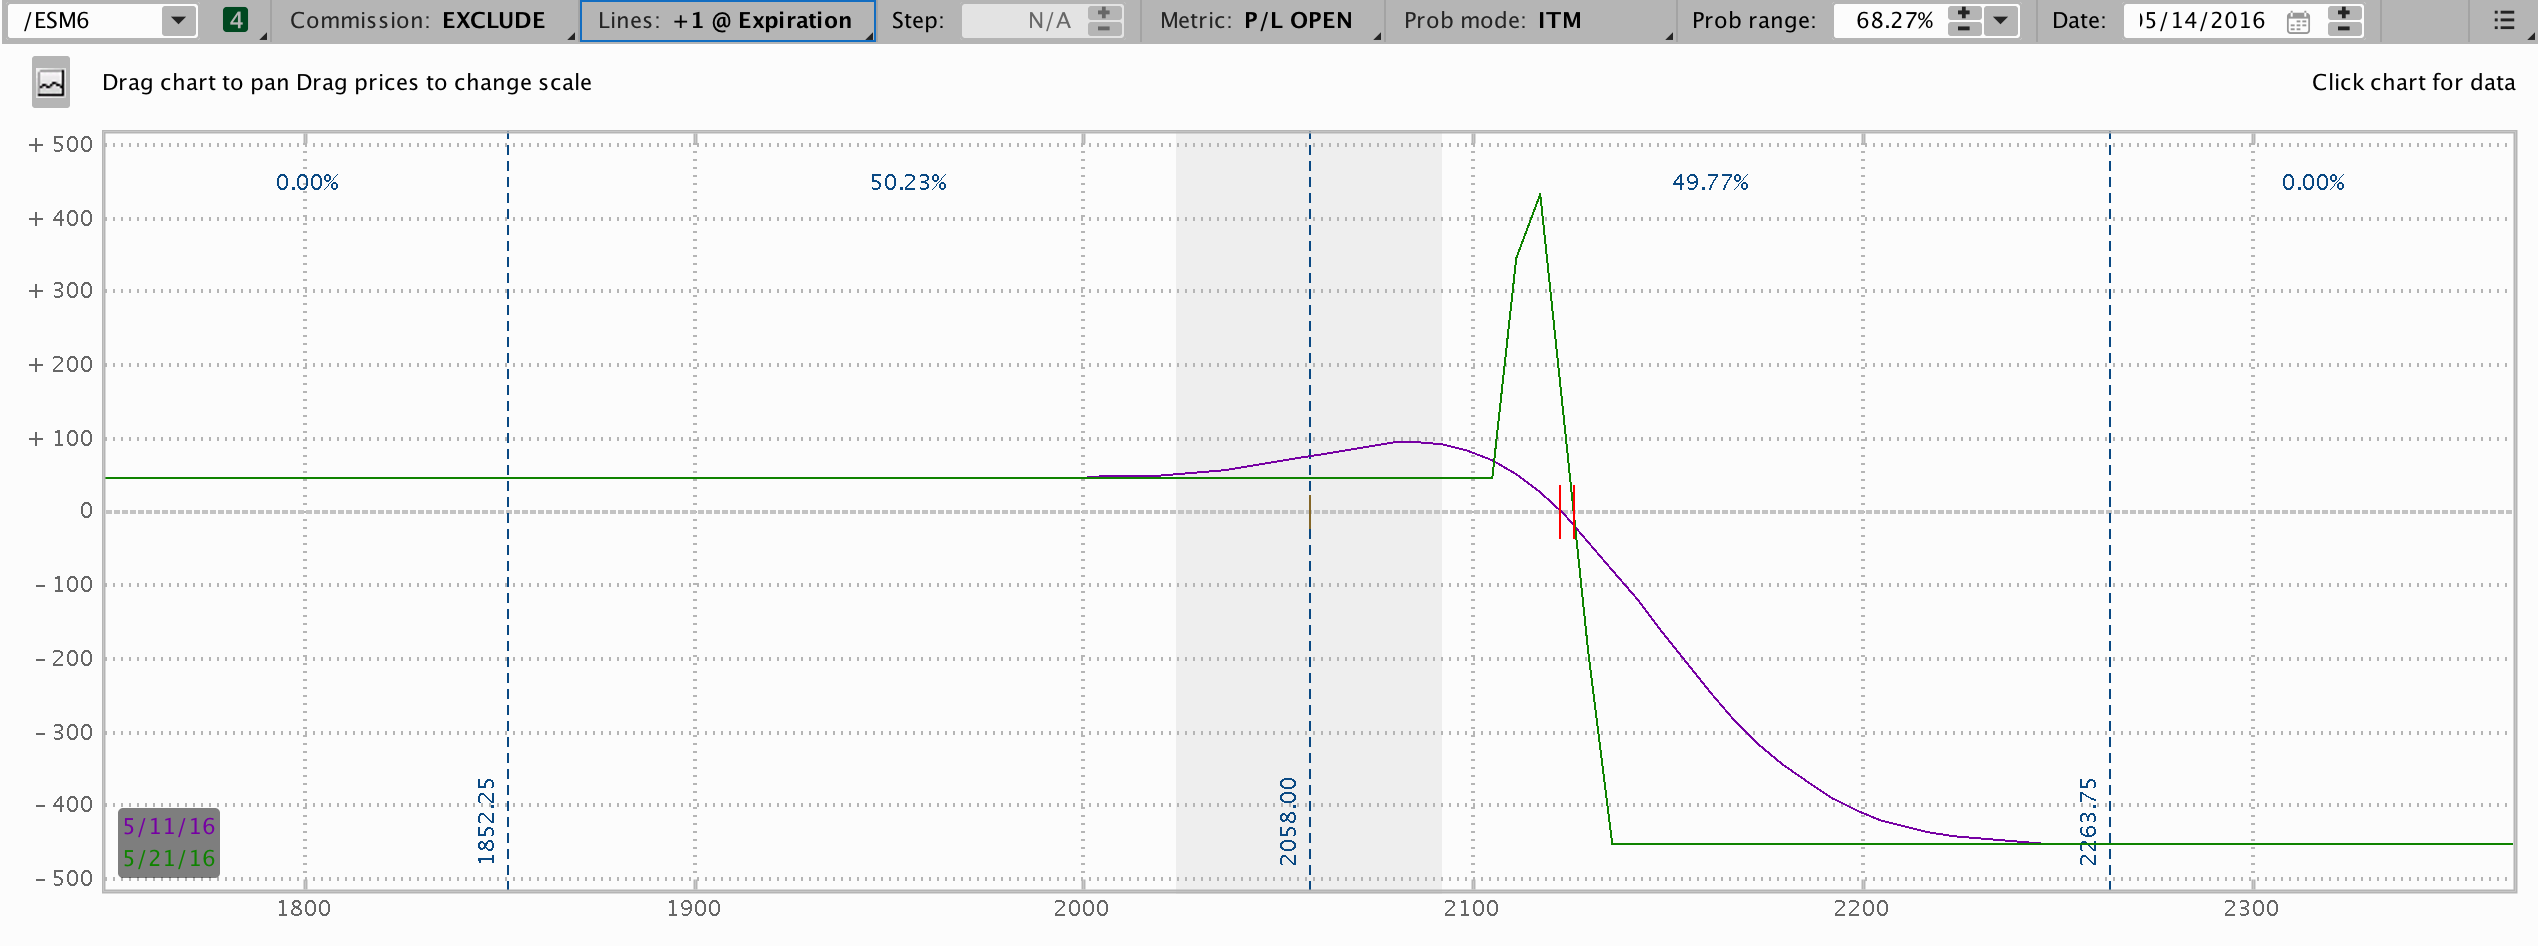 /ESM6 4 Commission: EXCLUDE Lines: +1 @ Expiration Step: N/A Metric: P/L OPEN Prob mode: ITM Prob range: 68.27% Date: 05/14/2016
Drag chart to pan Drag prices to change scale Click chart for data
+ 500
0.00% 50.23% 49.77% 0.00%
+ 400
+ 300
+ 200
+ 100
0
- 100
- 200
- 300
- 400
1852.25 2058.00 2263.75
5/11/16
5/21/16
- 500
1800 1900 2000 2100 2200 2300